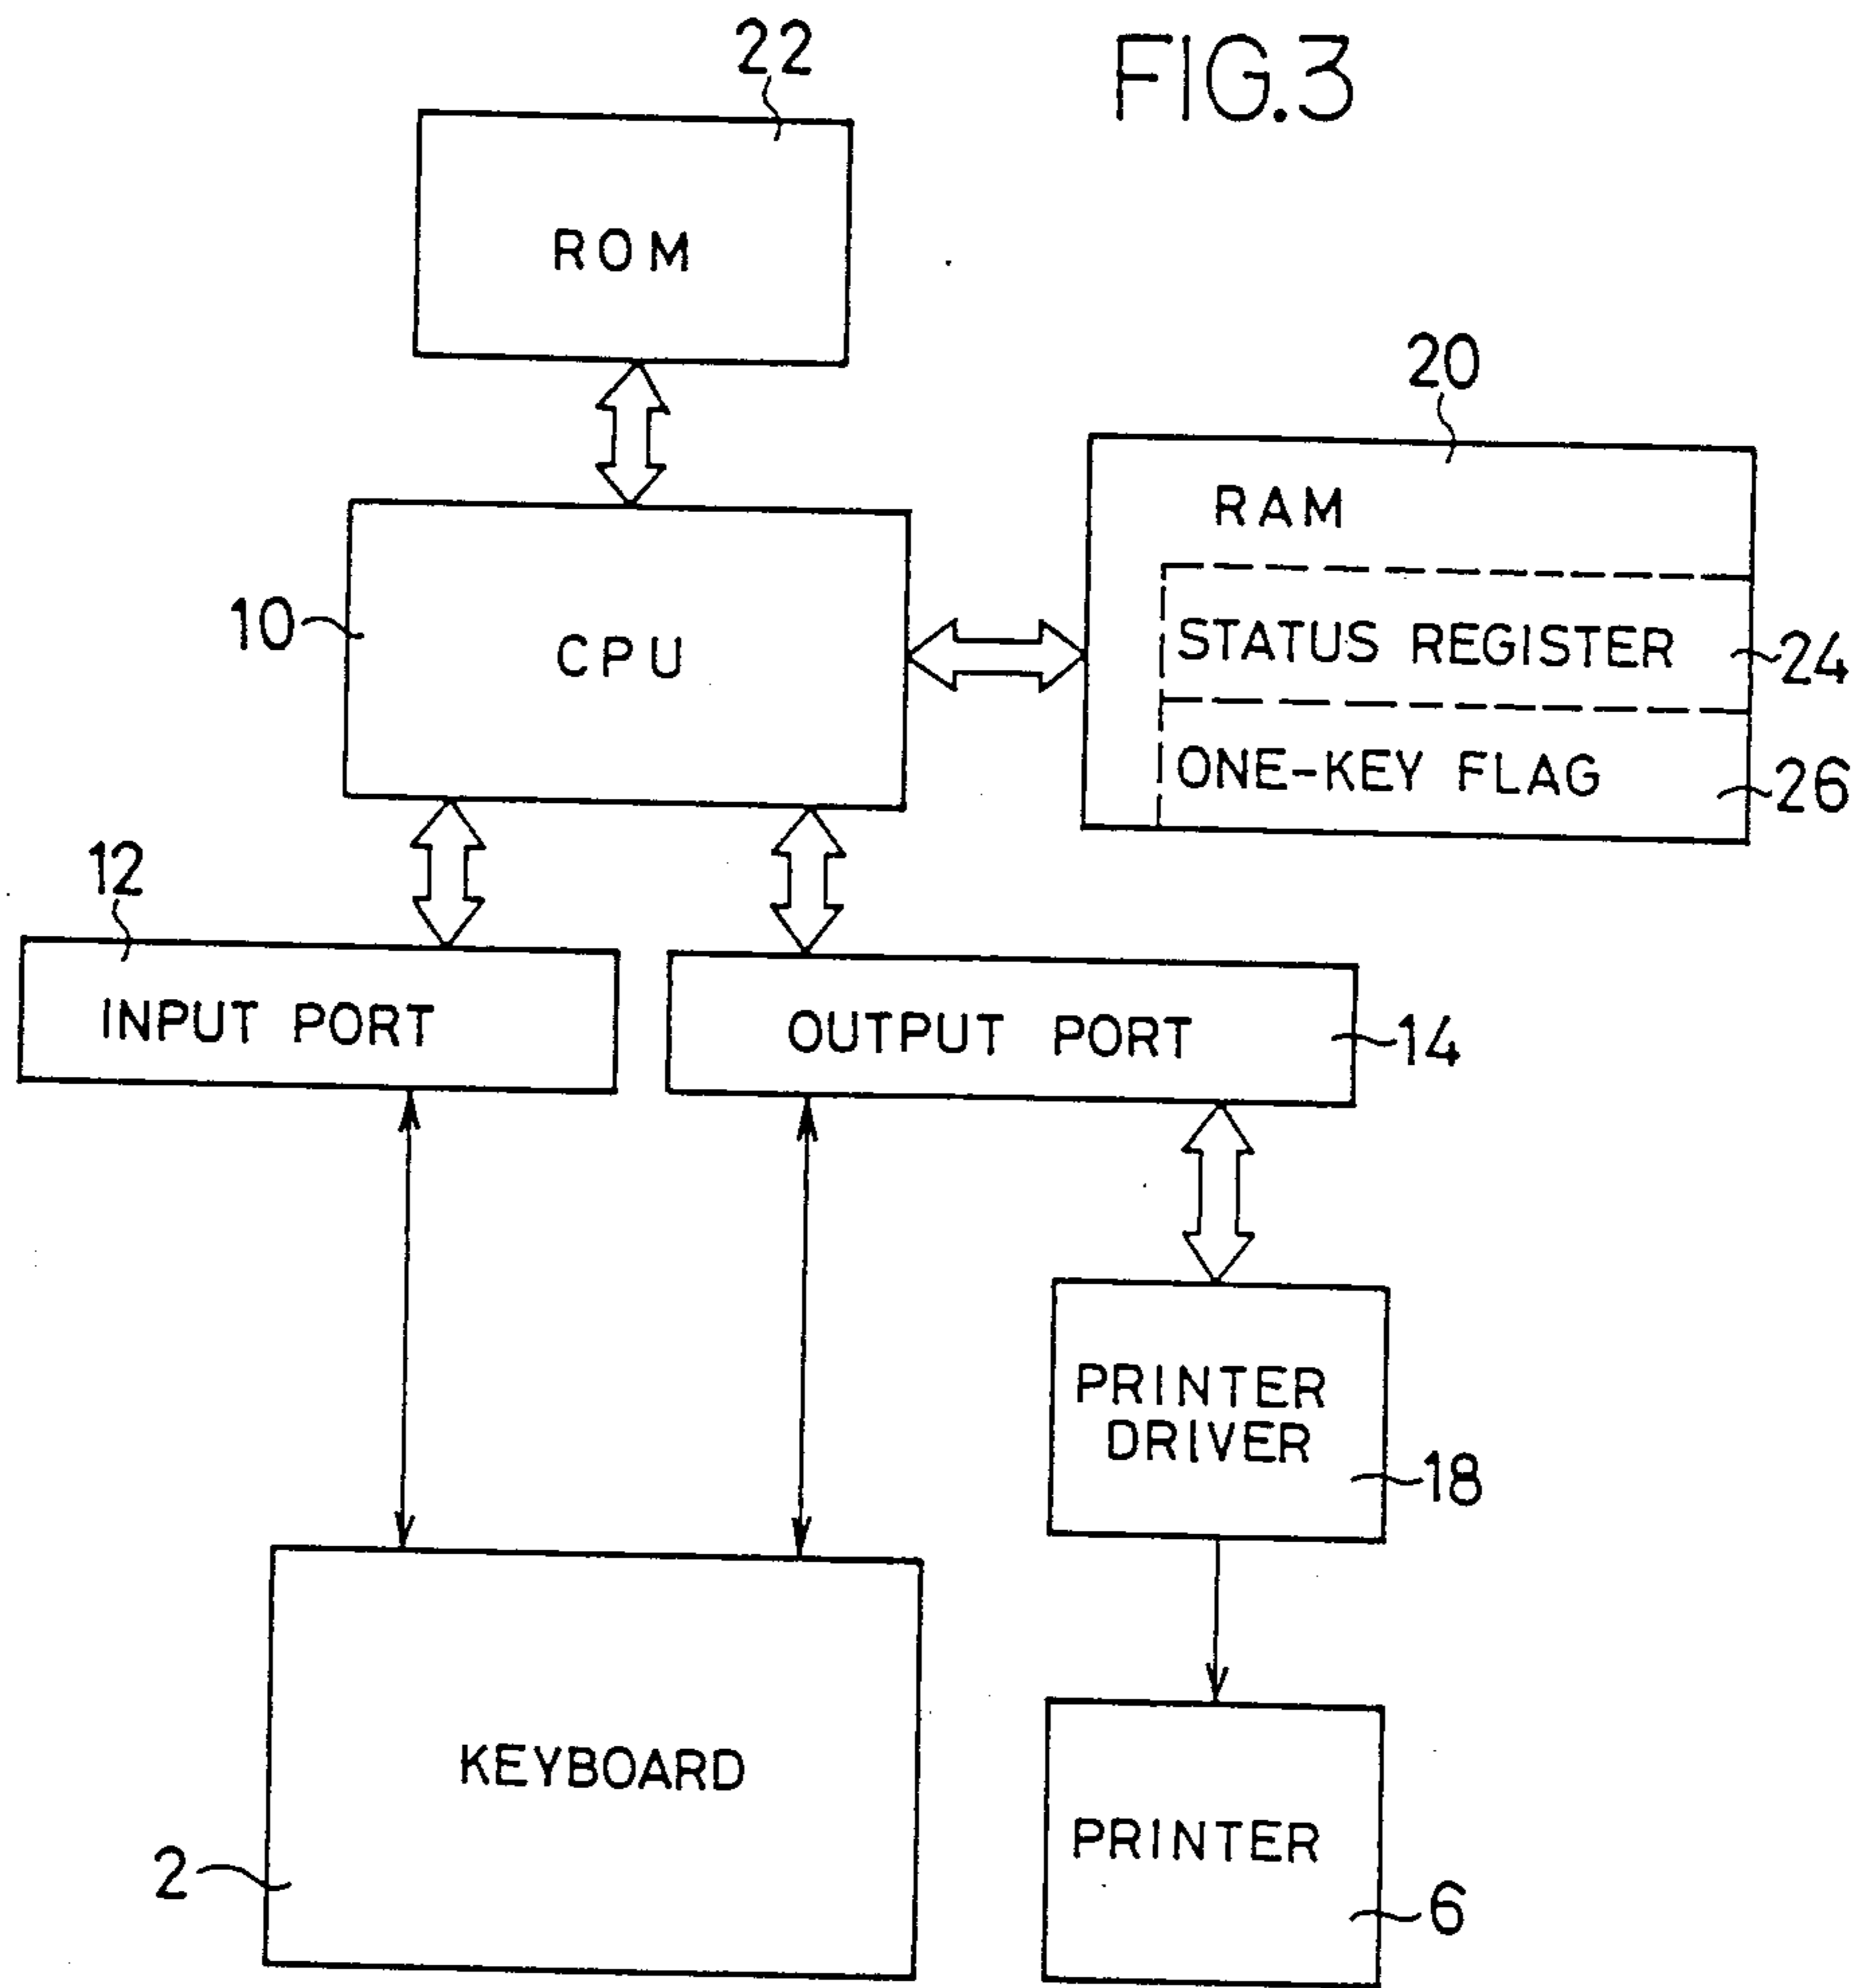 FIG.3
22
ROM
20
RAM
10
CPU
STATUS REGISTER
24
ONE-KEY FLAG
26
12
INPUT PORT
OUTPUT PORT
14
PRINTER
DRIVER
18
KEYBOARD
2
PRINTER
6